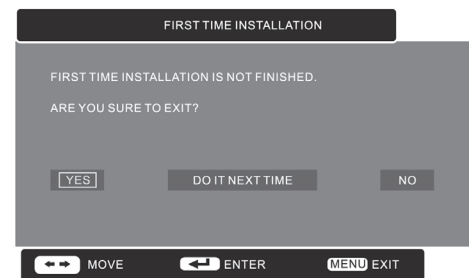 FIRST TIME INSTALLATION
FIRST TIME INSTALLATION IS NOT FINISHED.
ARE YOU SURE TO EXIT?
YES DO IT NEXT TIME NO
MOVE ENTER MENU EXIT